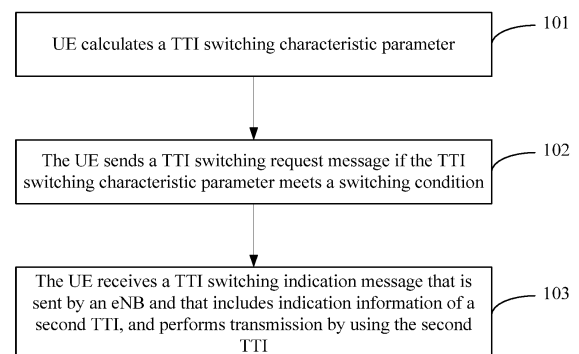 101
UE calculates a TTI switching characteristic parameter
102
The UE sends a TTI switching request message if the TTI
switching characteristic parameter meets a switching condition
103
The UE receives a TTI switching indication message that is
sent by an eNB and that includes indication information of a
second TTI, and performs transmission by using the second
TTI